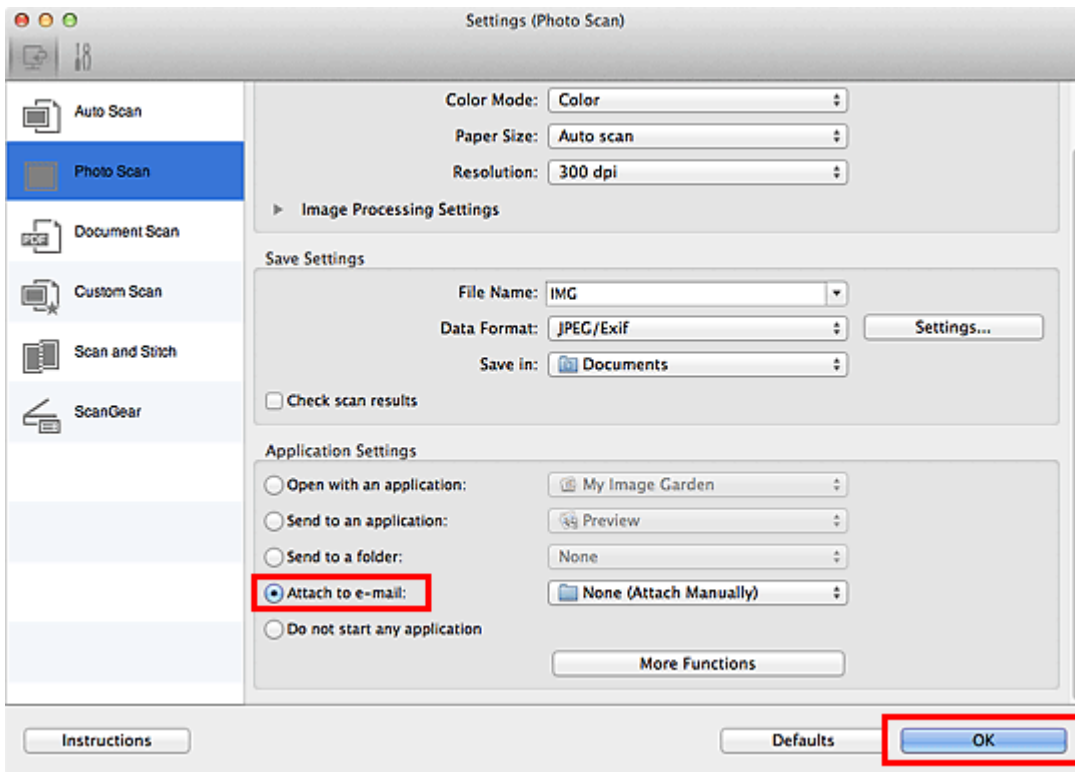 Settings (Photo Scan)
Auto Scan
Photo Scan
PDF
Document Scan
Custom Scan
Scan and Stitch
ScanGear
Color Mode: Color
Paper Size: Auto scan
Resolution: 300 dpi
Image Processing Settings
Save Settings
File Name: IMG
Data Format: JPEG/Exif Settings...
Save in: Documents
Check scan results
Application Settings
Open with an application: My Image Garden
Send to an application: Preview
Send to a folder: None
Attach to e-mail: None (Attach Manually)
Do not start any application
More Functions
Instructions Defaults OK